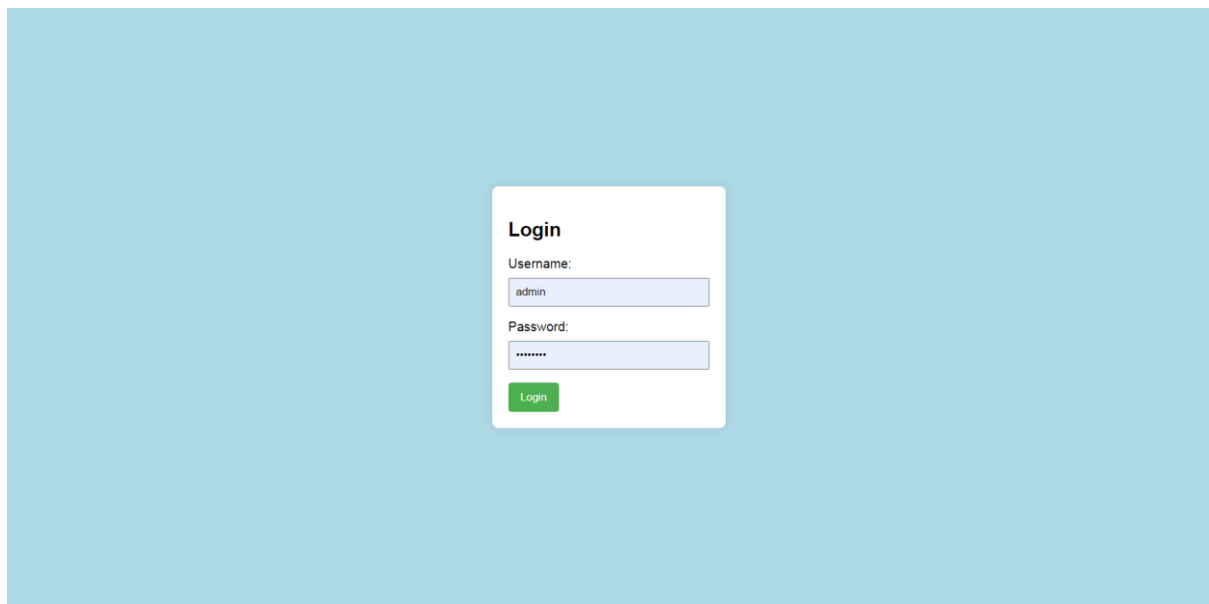 Login
Username:
admin
Password:
••••••••
Login